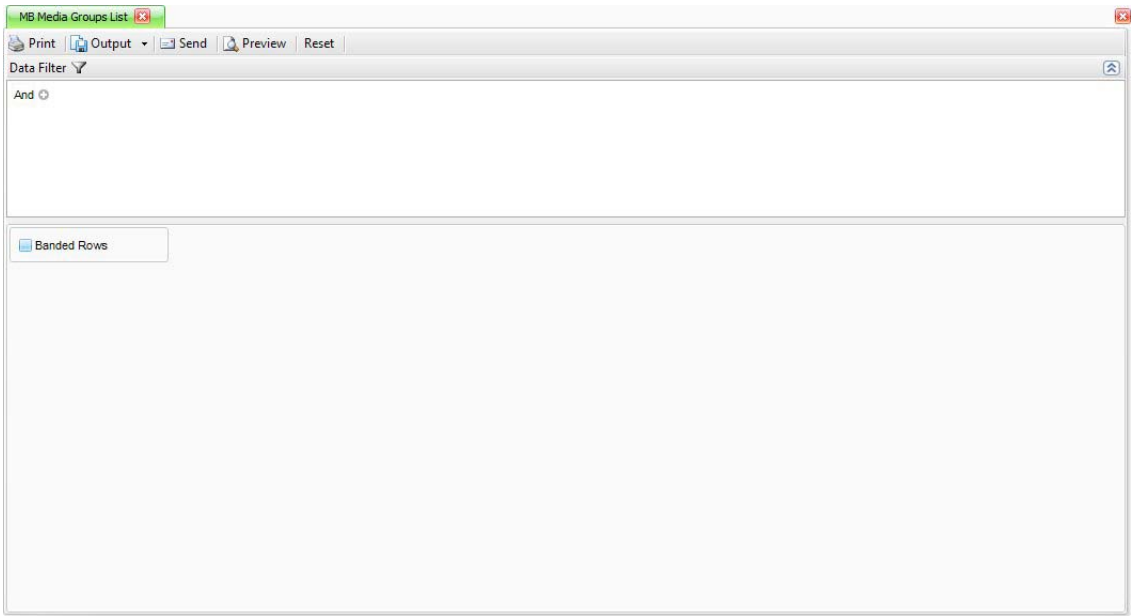 MB Media Groups List
Print Output Send Preview Reset
Data Filter
And
Banded Rows